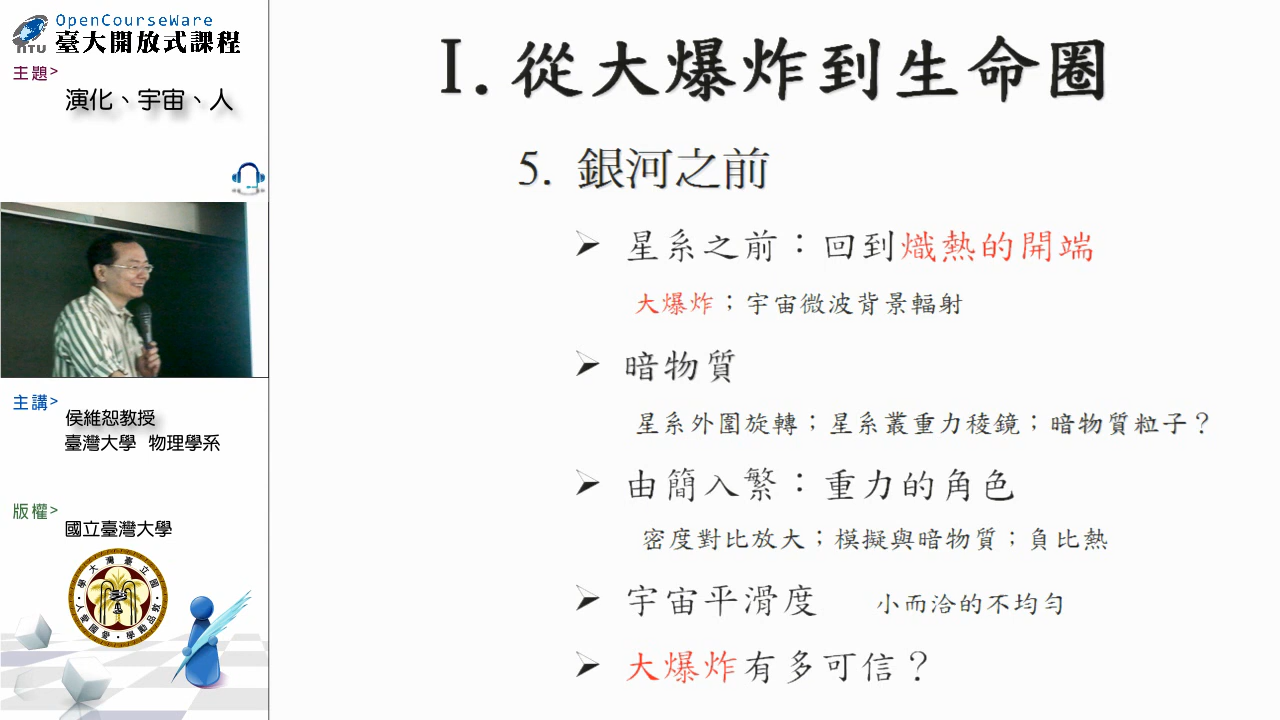 OpenCourseWare
NTU 臺大開放式課程
主題>
演化、宇宙、人
主講>
侯維恕教授
臺灣大學 物理學系
版權>
國立臺灣大學
I. 從大爆炸到生命圈
5. 銀河之前
➢ 星系之前：回到熾熱的開端
大爆炸；宇宙微波背景輻射
➢ 暗物質
星系外圍旋轉；星系叢重力稜鏡；暗物質粒子？
➢ 由簡入繁：重力的角色
密度對比放大；模擬與暗物質；負比熱
➢ 宇宙平滑度 小而洽的不均勻
➢ 大爆炸有多可信？